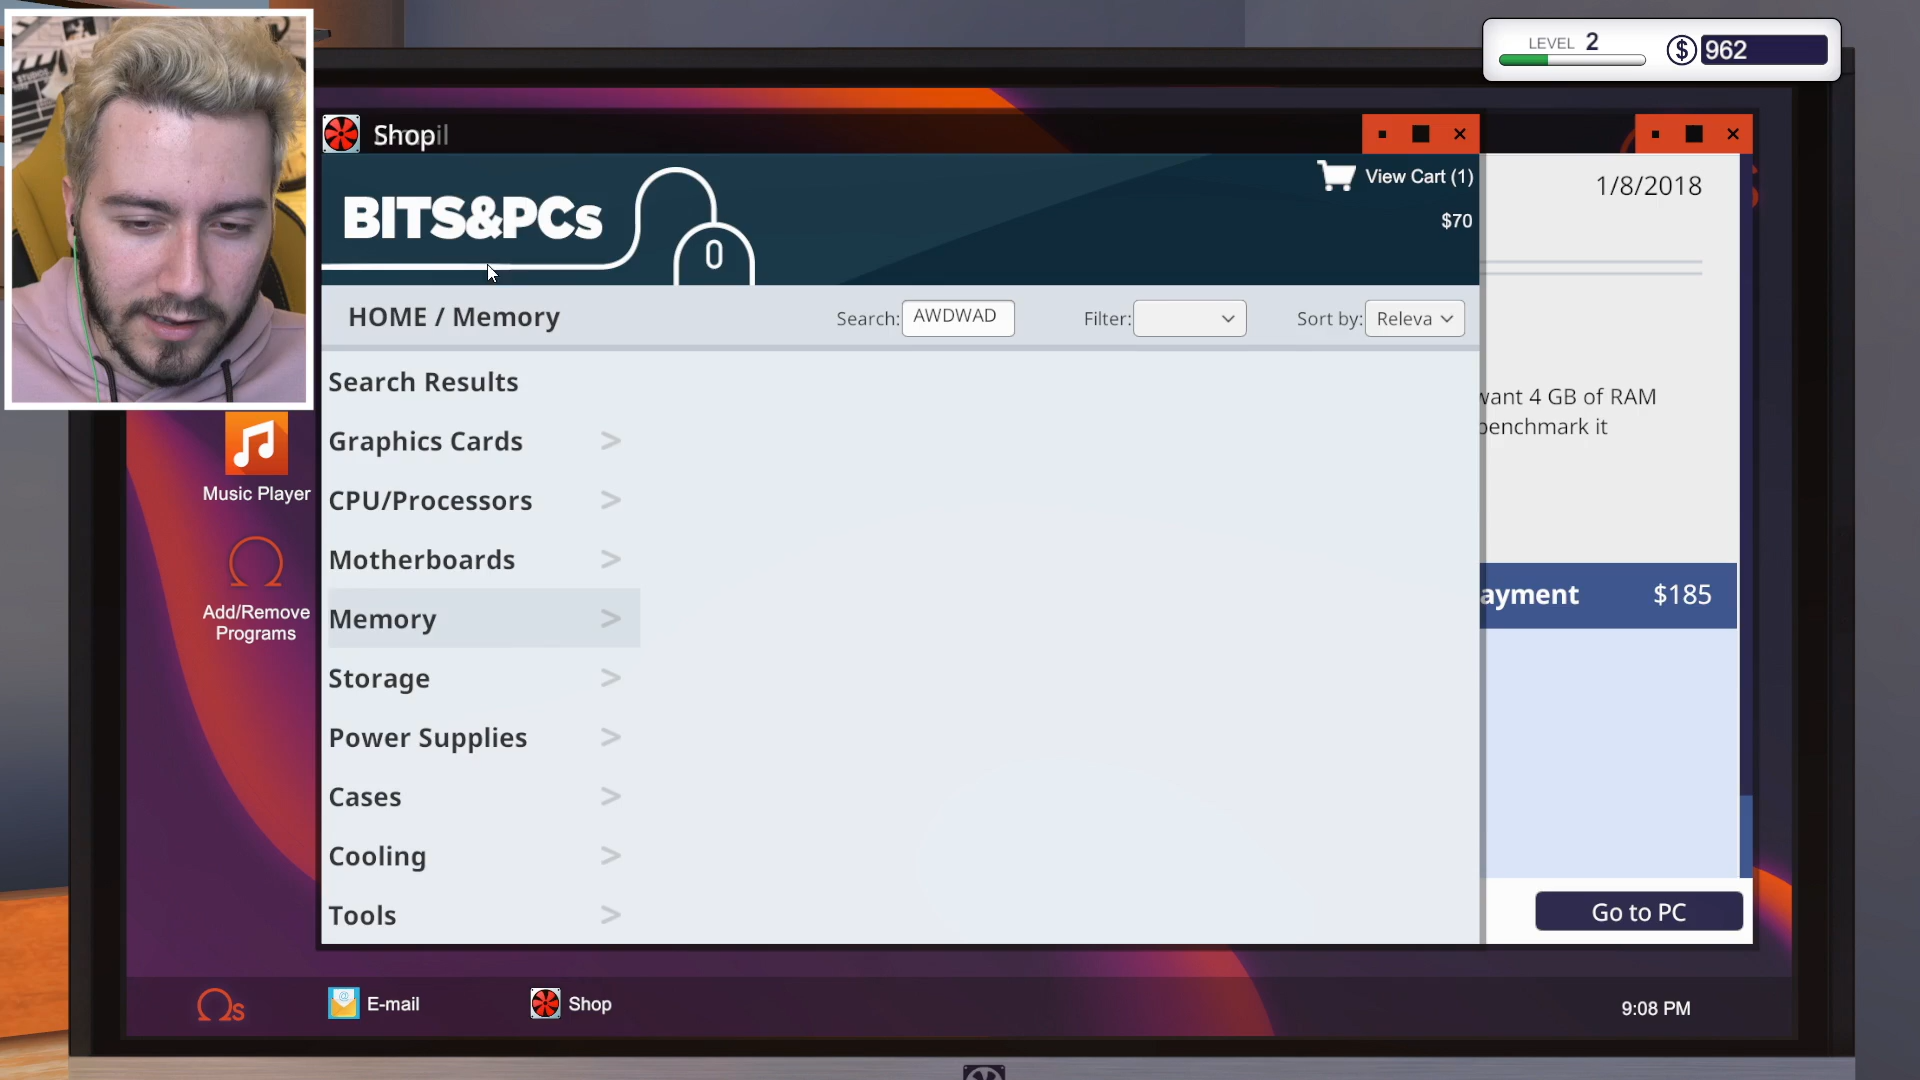 LEVEL 2
$ 962
Shop
BITS&PCs
View Cart (1)
$70
1/8/2018
HOME / Memory
Search: AWDWAD
Filter:
Sort by: Releva
Search Results
Graphics Cards >
CPU/Processors >
Motherboards >
Memory >
Storage >
Power Supplies >
Cases >
Cooling >
Tools >
want 4 GB of RAM
benchmark it
ayment $185
Go to PC
Music Player
Add/Remove
Programs
Ωs
E-mail
Shop
9:08 PM